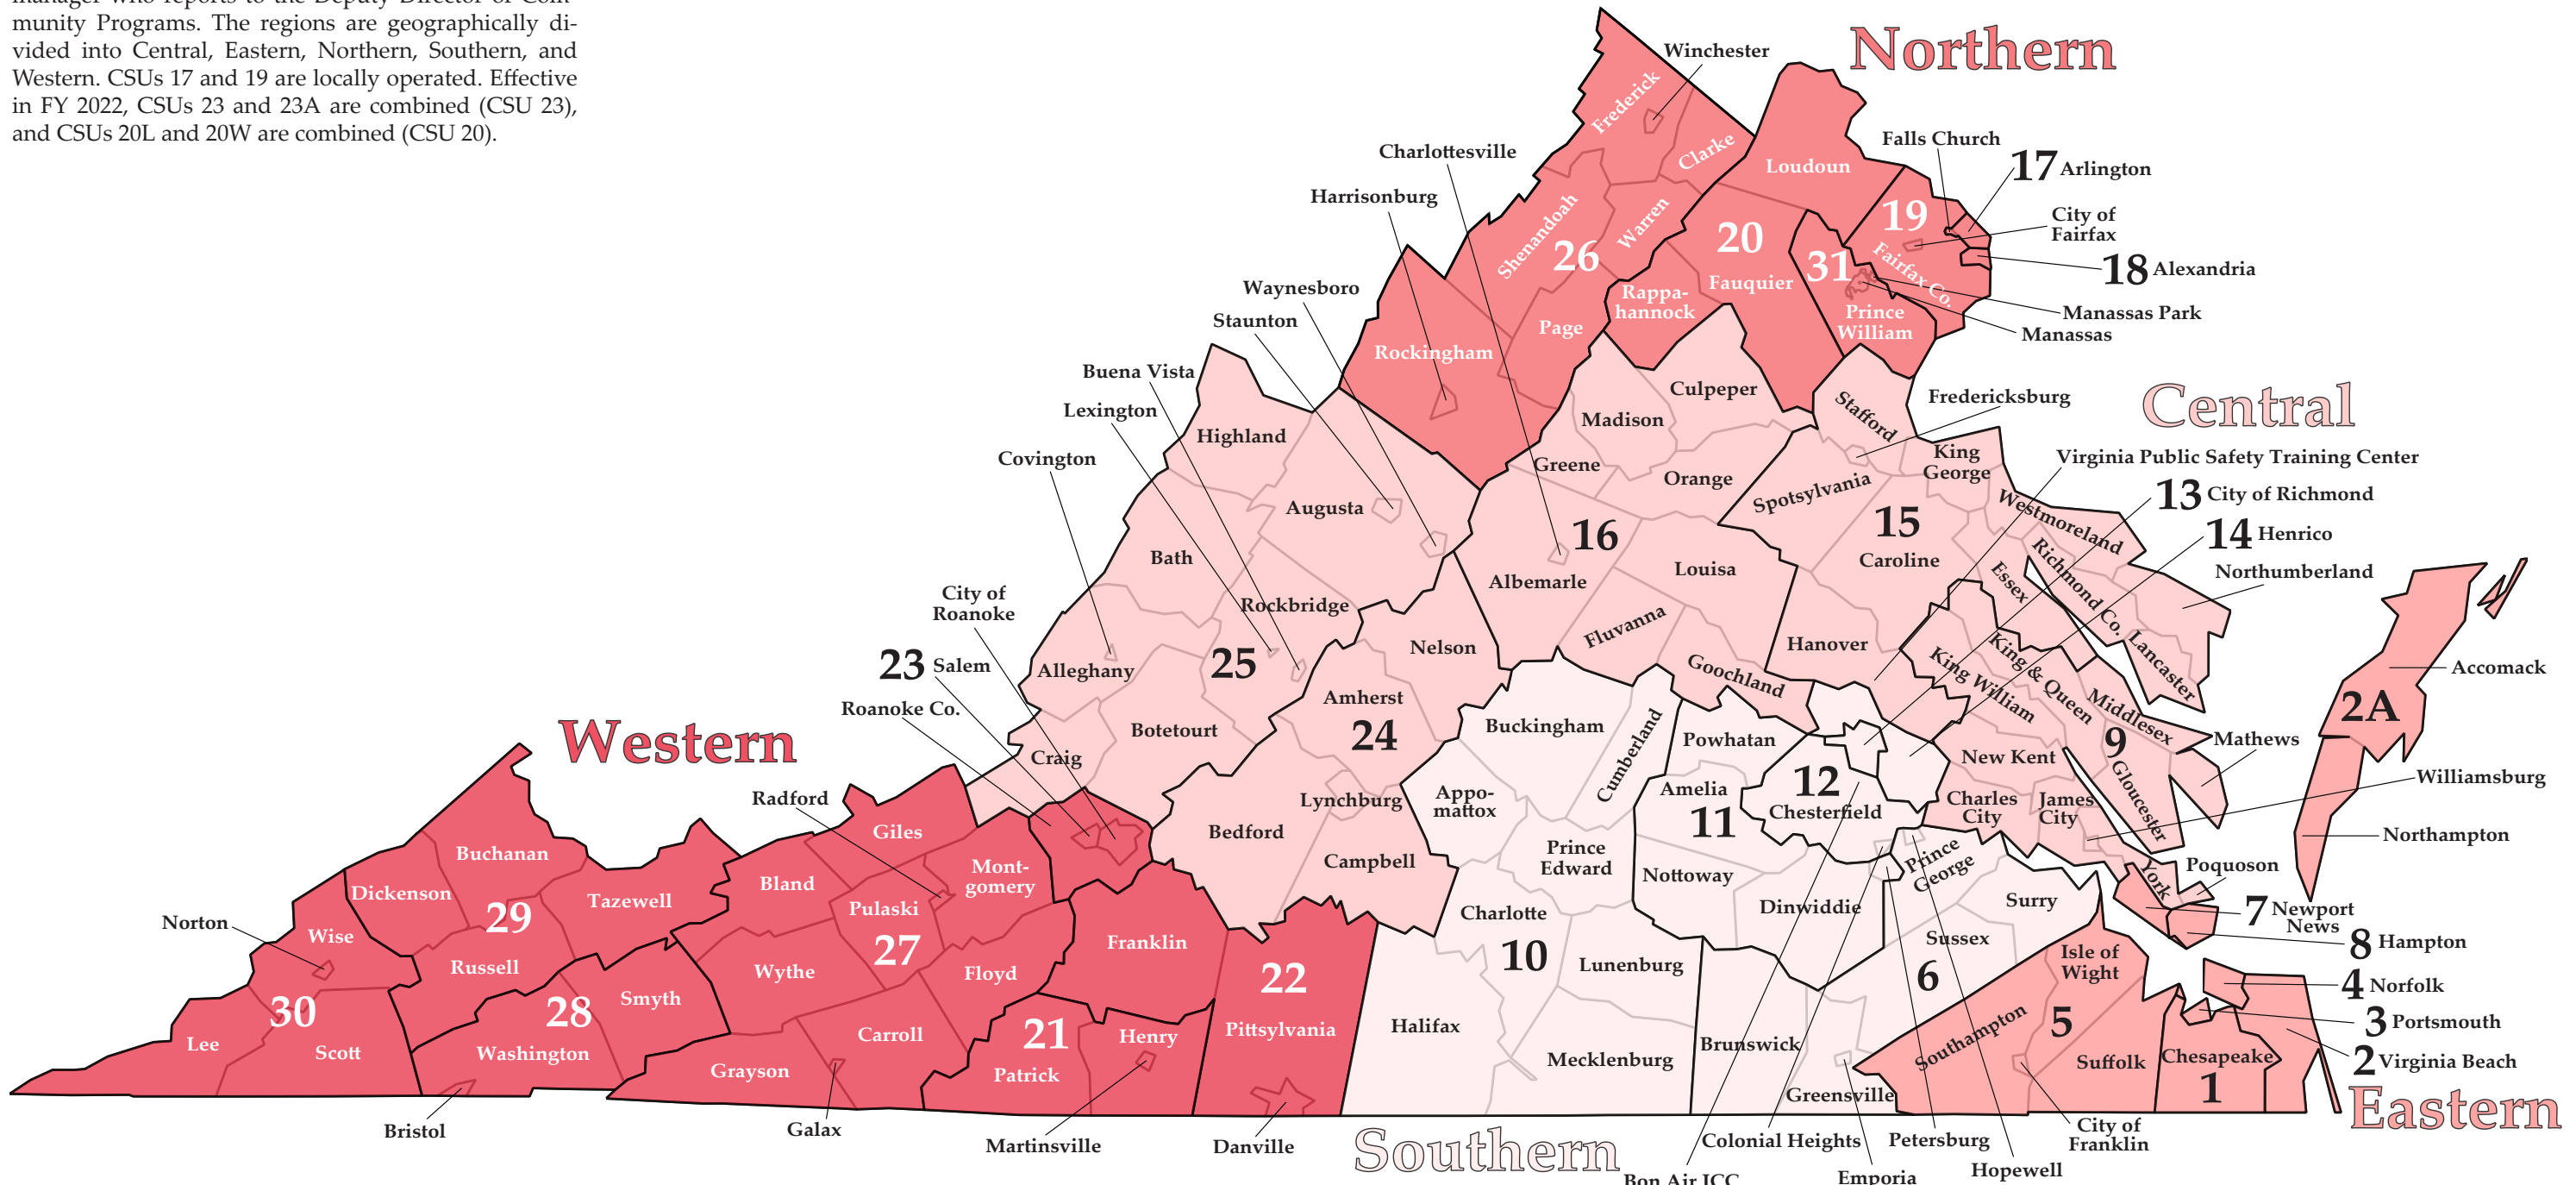 manager who reports to the Deputy Director of Com-
munity Programs. The regions are geographically di-
vided into Central, Eastern, Northern, Southern, and
Western. CSUs 17 and 19 are locally operated. Effective
in FY 2022, CSUs 23 and 23A are combined (CSU 23),
and CSUs 20L and 20W are combined (CSU 20).
Northern
Winchester
Frederick
Clarke
Loudoun
Falls Church
17 Arlington
City of
Fairfax
18 Alexandria
19
Fairfax Co.
Manassas Park
Manassas
31
Prince
William
20
Fauquier
Rappa-
hannock
Warren
Shenandoah
26
Page
Rockingham
Charlottesville
Harrisonburg
Waynesboro
Staunton
Buena Vista
Lexington
Covington
City of
Roanoke
23 Salem
Roanoke Co.
Central
Fredericksburg
Virginia Public Safety Training Center
13 City of Richmond
14 Henrico
Northumberland
Culpeper
Madison
Greene
Orange
16
Albemarle
Louisa
Fluvanna
Goochland
Stafford
King
George
Spotsylvania
15
Caroline
Westmoreland
Richmond Co.
Essex
Lancaster
Hanover
King William
King & Queen
Middlesex
9
Gloucester
Mathews
Williamsburg
New Kent
Charles
City
James
City
York
Poquoson
Highland
Augusta
Bath
Rockbridge
Alleghany
25
Botetourt
Craig
Nelson
Amherst
24
Lynchburg
Bedford
Campbell
Accomack
2A
Northampton
7 Newport
News
8 Hampton
4 Norfolk
3 Portsmouth
2 Virginia Beach
Chesapeake
1
Eastern
Isle of
Wight
5
Southampton
Suffolk
City of
Franklin
Buckingham
Cumberland
Appo-
mattox
Prince
Edward
Charlotte
10
Lunenburg
Halifax
Mecklenburg
Powhatan
Amelia
11
Nottoway
Dinwiddie
12
Chesterfield
Prince
George
Surry
Sussex
6
Brunswick
Greensville
Southern
Bon Air JCC
Colonial Heights
Petersburg
Emporia
Hopewell
Western
Radford
Giles
Mont-
gomery
Bland
Pulaski
27
Wythe
Floyd
Carroll
Grayson
Galax
Franklin
21
Patrick
Henry
Martinsville
22
Pittsylvania
Danville
Buchanan
Dickenson
29
Tazewell
Russell
28
Smyth
Washington
Bristol
Norton
Wise
30
Lee
Scott